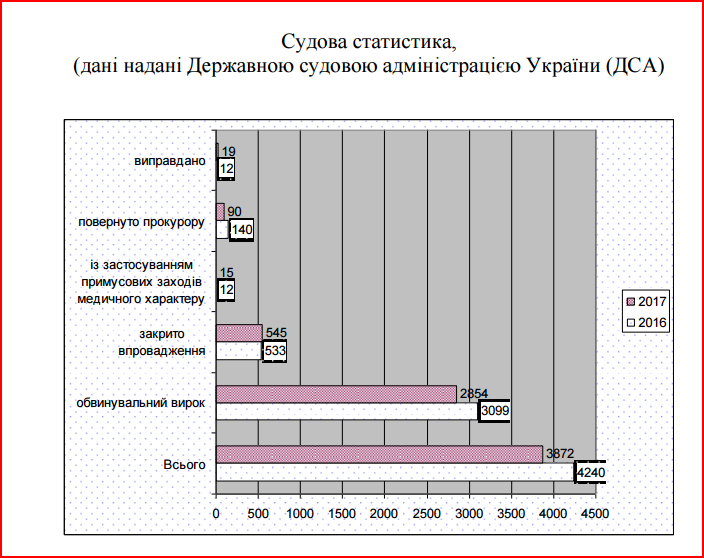 Судова статистика,
(дані надані Державною судовою адміністрацією України (ДСА)
виправдано
19
12
повернуто прокурору
90
140
із застосуванням
примусових заходів
медичного характеру
15
12
закрито
впровадження
545
533
обвинувальний вирок
2854
3099
Всього
3872
4240
0 500 1000 1500 2000 2500 3000 3500 4000 4500
2017
2016